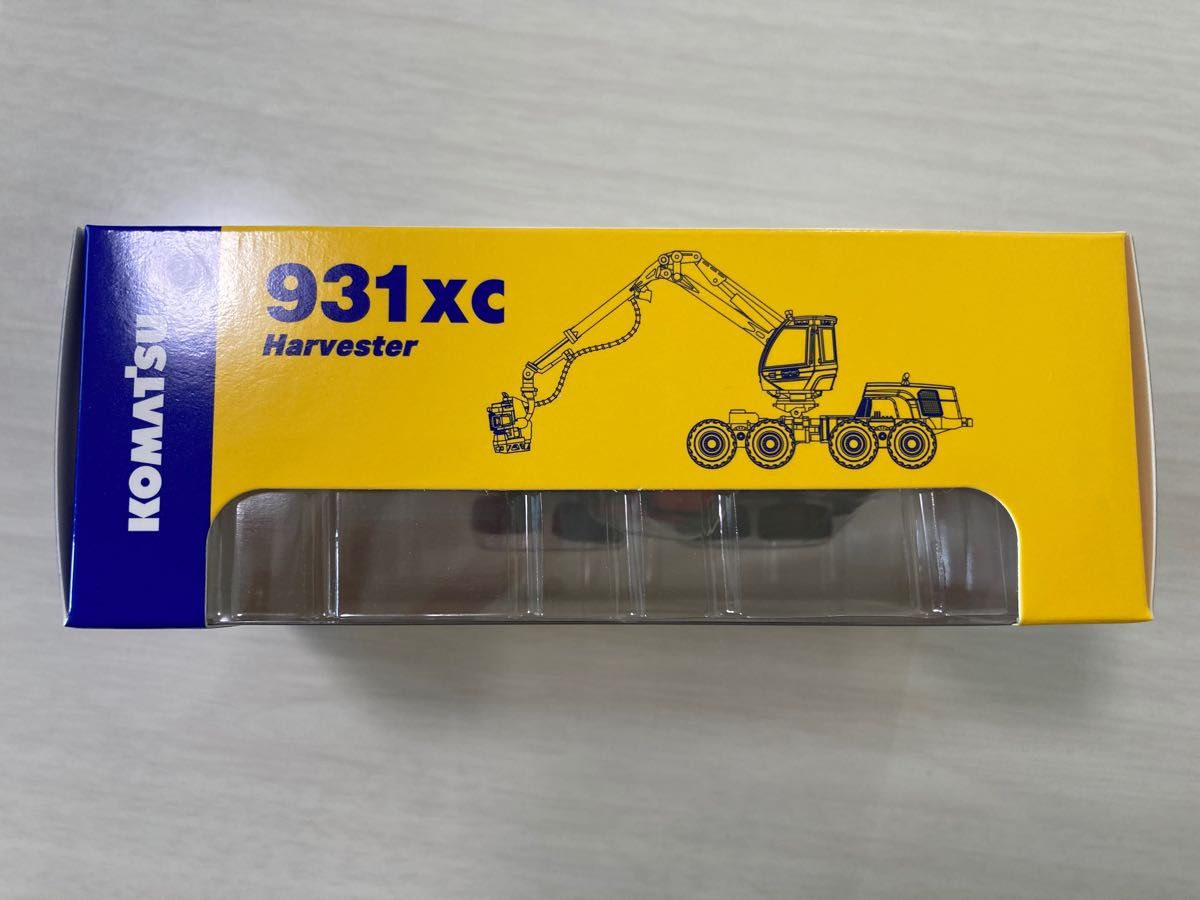 KOMATSU
931XC
Harvester